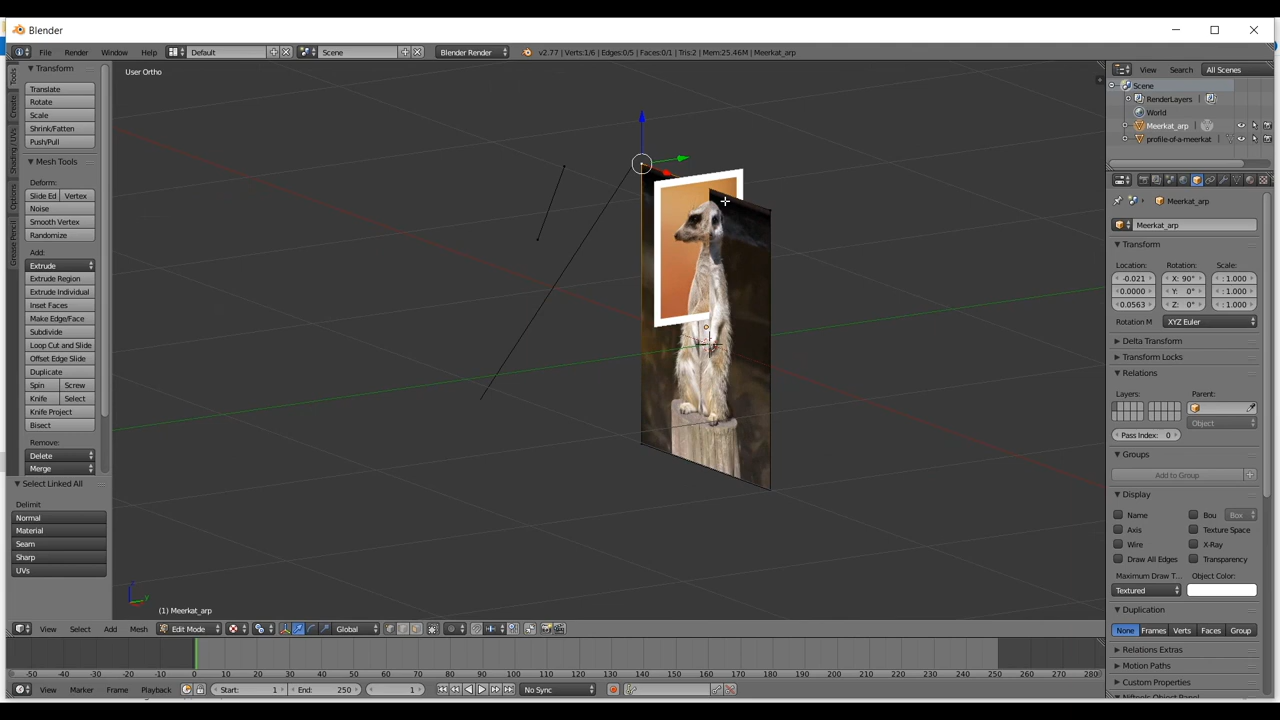 Blender
File Render Window Help Default Scene Blender Render v2.77 | Verts:1/6 | Edges:0/5 | Faces:0/1 | Tris:2 | Mem:25.46M | Meerkat_arp
Transform
Translate
Rotate
Scale
Shrink/Fatten
Push/Pull
Mesh Tools
Deform:
Slide Ed Vertex
Noise
Smooth Vertex
Randomize
Add:
Extrude
Extrude Region
Extrude Individual
Inset Faces
Make Edge/Face
Subdivide
Loop Cut and Slide
Offset Edge Slide
Duplicate
Spin Screw
Knife Select
Knife Project
Bisect
Remove:
Delete
Merge
Select Linked All
Delimit
Normal
Material
Seam
Sharp
UVs
Tools
Create
Shading / UVs
Options
Grease Pencil
User Ortho
(1) Meerkat_arp
View Select Add Mesh Edit Mode Global
-50 -40 -30 -20 -10 0 10 20 30 40 50 60 70 80 90 100 110 120 130 140 150 160 170 180 190 200 210 220 230 240 250 260 270 280
View Marker Frame Playback Start: 1 End: 250 1 No Sync
View Search All Scenes
Scene
RenderLayers
World
Meerkat_arp
profile-of-a-meerkat
Meerkat_arp
Meerkat_arp
Transform
Location: Rotation: Scale:
-0.021 X: 90° : 1.000
0.0000 Y: 0° : 1.000
0.0563 Z: 0° : 1.000
Rotation M XYZ Euler
Delta Transform
Transform Locks
Relations
Layers: Parent:
Object
Pass Index: 0
Groups
Add to Group
Display
Name Bou Box
Axis Texture Space
Wire X-Ray
Draw All Edges Transparency
Maximum Draw T... Object Color:
Textured
Duplication
None Frames Verts Faces Group
Relations Extras
Motion Paths
Custom Properties